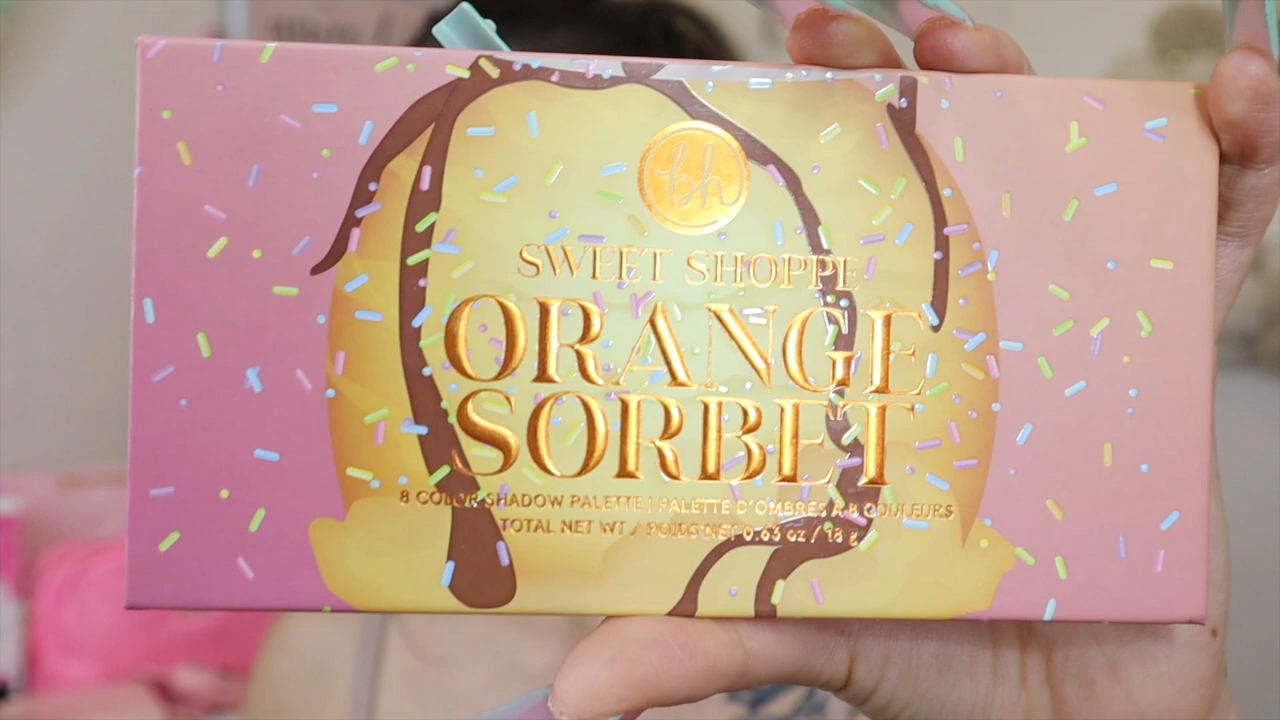 bh
SWEET SHOPPE
ORANGE
SORBET
8 COLOR SHADOW PALETTE | PALETTE D'OMBRES À 8 COULEURS
TOTAL NET WT / POIDS NET 0.63 oz / 18 g